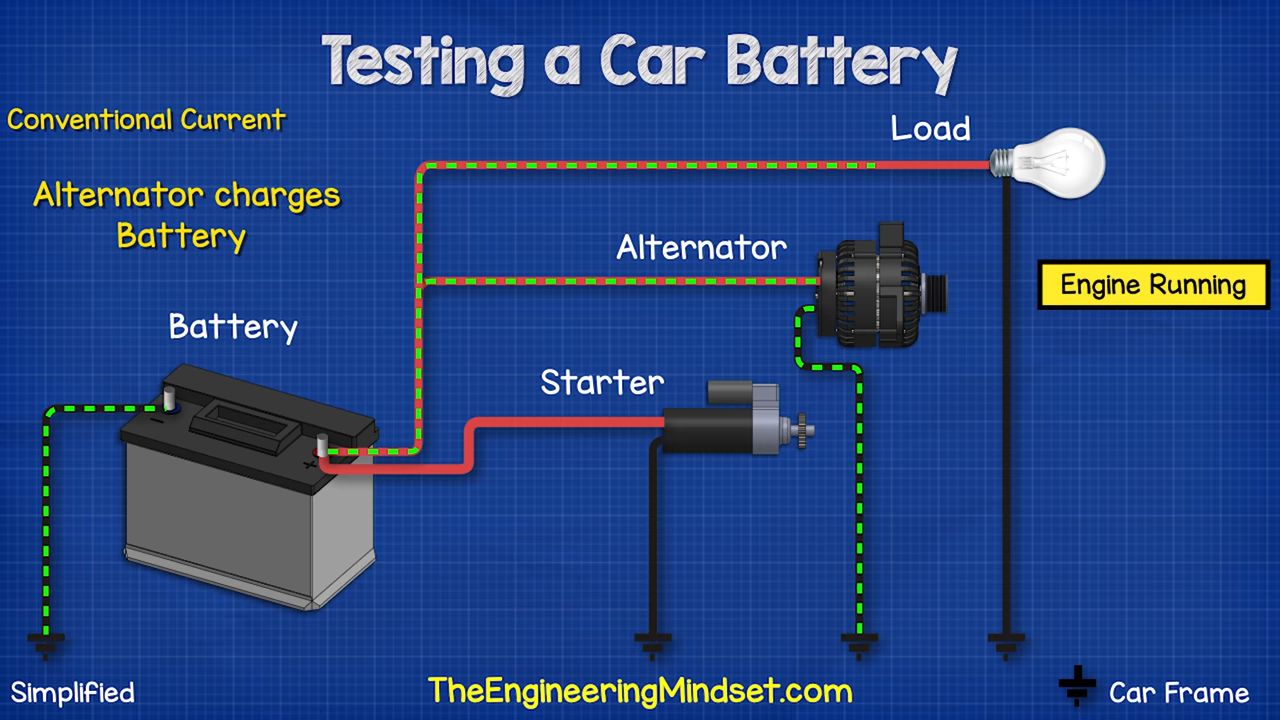 Testing a Car Battery
Conventional Current
Load
Alternator charges
Battery
Alternator
Engine Running
Battery
Starter
−
+
Simplified
TheEngineeringMindset.com
Car Frame